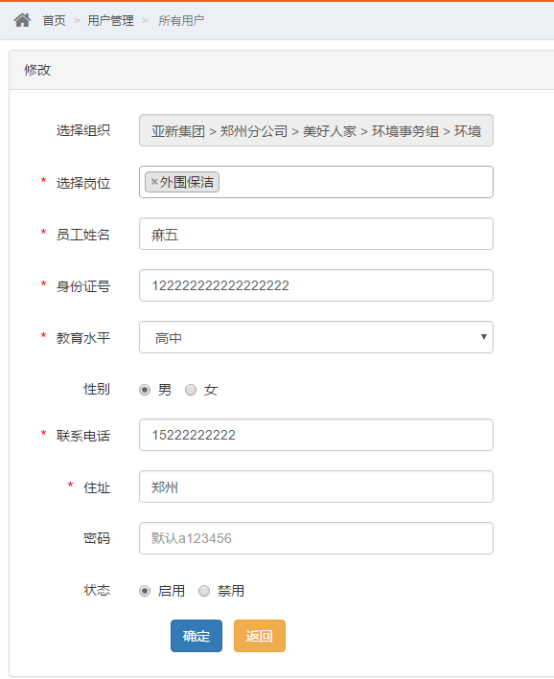 首页 > 用户管理 > 所有用户
修改
选择组织 亚新集团 > 郑州分公司 > 美好人家 > 环境事务组 > 环境
* 选择岗位 ×外围保洁
* 员工姓名 痳五
* 身份证号 122222222222222222
* 教育水平 高中
性别 男 女
* 联系电话 15222222222
* 住址 郑州
密码 默认a123456
状态 启用 禁用
确定 返回